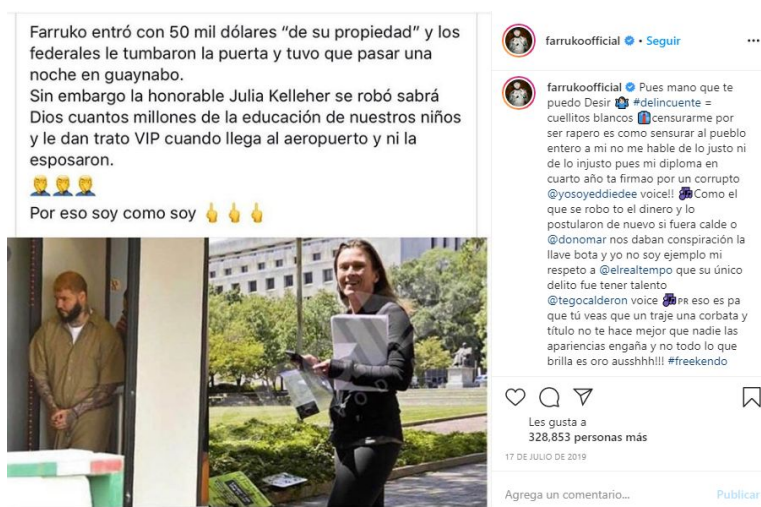 Farruko entró con 50 mil dólares “de su propiedad” y los
federales le tumbaron la puerta y tuvo que pasar una
noche en guaynabo.
Sin embargo la honorable Julia Kelleher se robó sabrá
Dios cuantos millones de la educación de nuestros niños
y le dan trato VIP cuando llega al aeropuerto y ni la
esposaron.
🤦‍♂️🤦‍♂️🤦‍♂️
Por eso soy como soy 🖕🖕🖕
farrukoofficial • Seguir
farrukoofficial Pues mano que te
puedo Desir 🤷‍♂️ #delincuente =
cuellitos blancos 👔censurarme por
ser rapero es como sensurar al pueblo
entero a mi no me hable de lo justo ni
de lo injusto pues mi diploma en
cuarto año ta firmao por un corrupto
@yosoyeddiedee voice!! 🎶Como el
que se robo to el dinero y lo
postularon de nuevo si fuera calde o
@donomar nos daban conspiración la
llave bota y yo no soy ejemplo mi
respeto a @elrealtempo que su único
delito fue tener talento
@tegocalderon voice 🎶PR eso es pa
que tú veas que un traje una corbata y
título no te hace mejor que nadie las
apariencias engaña y no todo lo que
brilla es oro ausshhh!!! #freekendo
Les gusta a
328,853 personas más
17 DE JULIO DE 2019
Agrega un comentario... Publicar